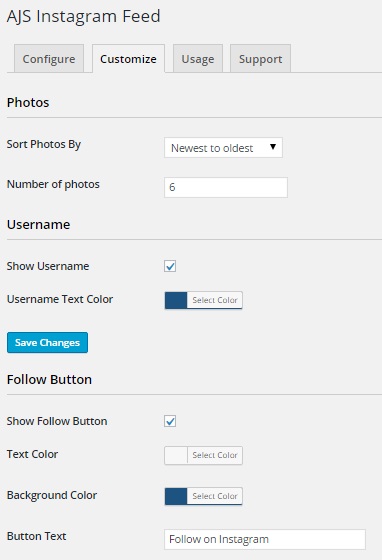 AJS Instagram Feed
Configure Customize Usage Support
Photos
Sort Photos By Newest to oldest
Number of photos 6
Username
Show Username
Username Text Color Select Color
Save Changes
Follow Button
Show Follow Button
Text Color Select Color
Background Color Select Color
Button Text Follow on Instagram